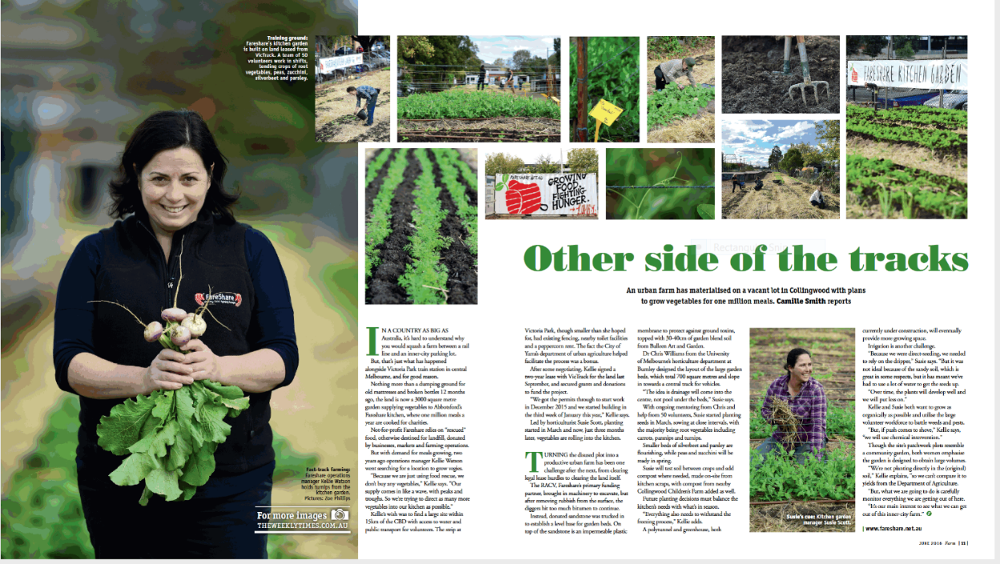 Training ground:
Fareshare's kitchen garden
is built on land leased from
VicTrack. A team of 50
volunteers work in shifts,
tending crops of root
vegetables, peas, zucchini,
silverbeet and parsley.
FARESHARE KITCHEN GARDEN
GROWING
FOOD.
FIGHTING
HUNGER.
FareShare
Other side of the tracks
An urban farm has materialised on a vacant lot in Collingwood with plans
to grow vegetables for one million meals. Camille Smith reports
IN A COUNTRY AS BIG AS
Australia, it's hard to understand why
you would squash a farm between a rail
line and an inner-city parking lot.
But, that's just what has happened
alongside Victoria Park train station in central
Melbourne, and for good reason.
Nothing more than a dumping ground for
old mattresses and broken bottles 12 months
ago, the land is now a 3000 square metre
garden supplying vegetables to Abbotsford's
Fareshare kitchen, where one million meals a
year are cooked for charities.
Not-for-profit Fareshare relies on "rescued"
food, otherwise destined for landfill, donated
by businesses, markets and farming operations.
But with demand for meals growing, two
years ago operations manager Kellie Watson
went searching for a location to grow vegies.
"Because we are just using food rescue, we
don't buy any vegetables," Kellie says. "Our
supply comes in like a wave, with peaks and
troughs. So we're trying to direct as many more
vegetables into our kitchen as possible."
Kellie's wish was to find a large site within
15km of the CBD with access to water and
public transport for volunteers. The strip at
Victoria Park, though smaller than she hoped
for, had existing fencing, nearby toilet facilities
and a peppercorn rent. The fact the City of
Yarra's department of urban agriculture helped
facilitate the process was a bonus.
After some negotiating, Kellie signed a
two-year lease with VicTrack for the land last
September, and secured grants and donations
to fund the project.
"We got the permits through to start work
in December 2015 and we started building in
the third week of January this year," Kellie says.
Led by horticulturist Susie Scott, planting
started in March and now, just three months
later, vegetables are rolling into the kitchen.
TURNING the disused plot into a
productive urban farm has been one
challenge after the next, from clearing
legal lease hurdles to clearing the land itself.
The RACV, Fareshare's primary funding
partner, brought in machinery to excavate, but
after removing rubbish from the surface, the
diggers hit too much bitumen to continue.
Instead, donated sandstone was trucked in
to establish a level base for garden beds. On
top of the sandstone is an impermeable plastic
membrane to protect against ground toxins,
topped with 30-40cm of garden blend soil
from Bulleen Art and Garden.
Dr Chris Williams from the University
of Melbourne's horticulture department at
Burnley designed the layout of the large garden
beds, which total 700 square metres and slope
in towards a central track for vehicles.
"The idea is drainage will come into the
centre, not pool under the beds," Susie says.
With ongoing mentoring from Chris and
help from 50 volunteers, Susie started planting
seeds in March, sowing at close intervals, with
the majority being root vegetables including
carrots, parsnips and turnips.
Smaller beds of silverbeet and parsley are
flourishing, while peas and zucchini will be
ready in spring.
Susie will test soil between crops and add
compost where needed, made on-site from
kitchen scraps, with compost from nearby
Collingwood Children's Farm added as well.
Future planting decisions must balance the
kitchen's needs with what's in season.
"Everything also needs to withstand the
freezing process," Kellie adds.
A polytunnel and greenhouse, both
currently under construction, will eventually
provide more growing space.
Irrigation is another challenge.
"Because we were direct-seeding, we needed
to rely on the dripper," Susie says. "But it was
not ideal because of the sandy soil, which is
great in some respects, but it has meant we've
had to use a lot of water to get the seeds up.
"Over time, the plants will develop well and
we will put less on."
Kellie and Susie both want to grow as
organically as possible and utilise the large
volunteer workforce to battle weeds and pests.
"But, if push comes to shove," Kellie says,
"we will use chemical intervention."
Though the site's patchwork plots resemble
a community garden, both women emphasise
the garden is designed to obtain large volumes.
"We're not planting directly in the (original)
soil," Kellie explains, "so we can't compare it to
yields from the Department of Agriculture.
"But, what we are going to do is carefully
monitor everything we are getting out of here.
"It's our main interest to see what we can get
out of this inner-city farm."
www.fareshare.net.au
Susie's cue: Kitchen garden
manager Susie Scott.
Fast-track farming:
Fareshare operations
manager Kellie Watson
holds turnips from the
kitchen garden.
Pictures: Zoe Phillips
For more images
THEWEEKLYTIMES.COM.AU
JUNE 2016 Farm